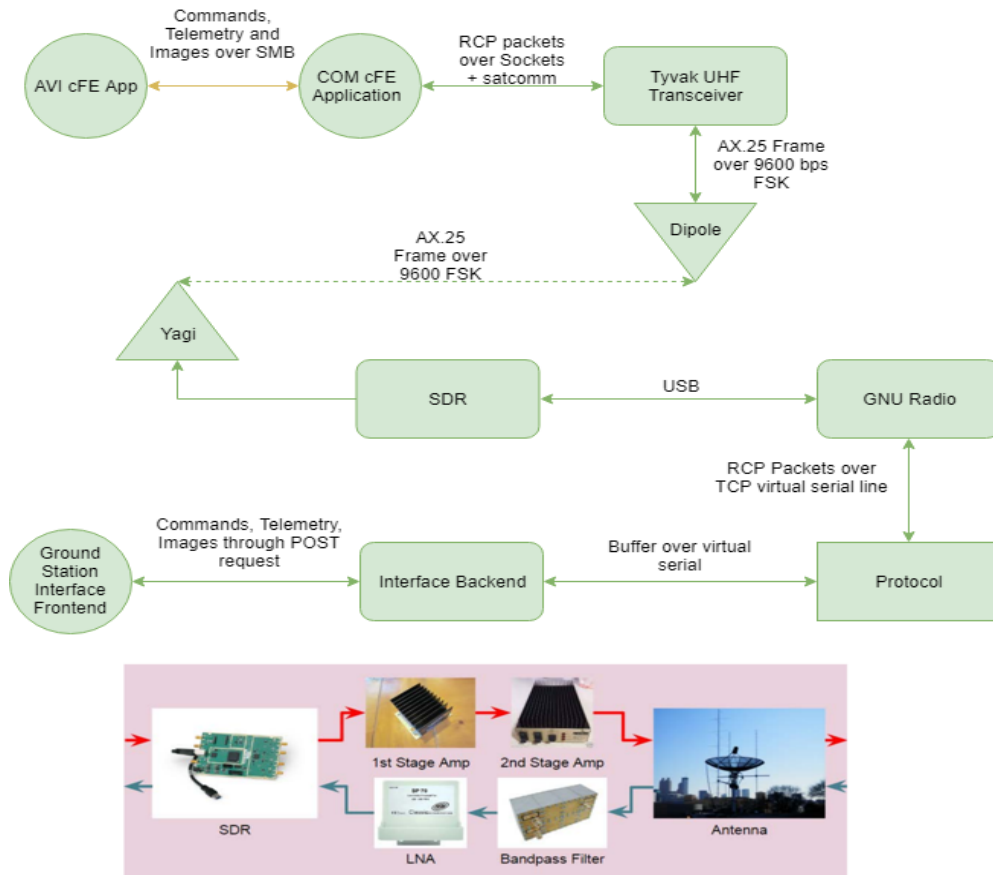 Commands,
Telemetry and
Images over SMB
AVI cFE App
COM cFE
Application
RCP packets
over Sockets
+ satcomm
Tyvak UHF
Transceiver
AX.25 Frame
over 9600 bps
FSK
Dipole
AX.25
Frame over
9600 FSK
Yagi
SDR
USB
GNU Radio
RCP Packets over
TCP virtual serial line
Ground
Station
Interface
Frontend
Commands, Telemetry,
Images through POST
request
Interface Backend
Buffer over virtual
serial
Protocol
SDR
1st Stage Amp
2nd Stage Amp
LNA
Bandpass Filter
Antenna